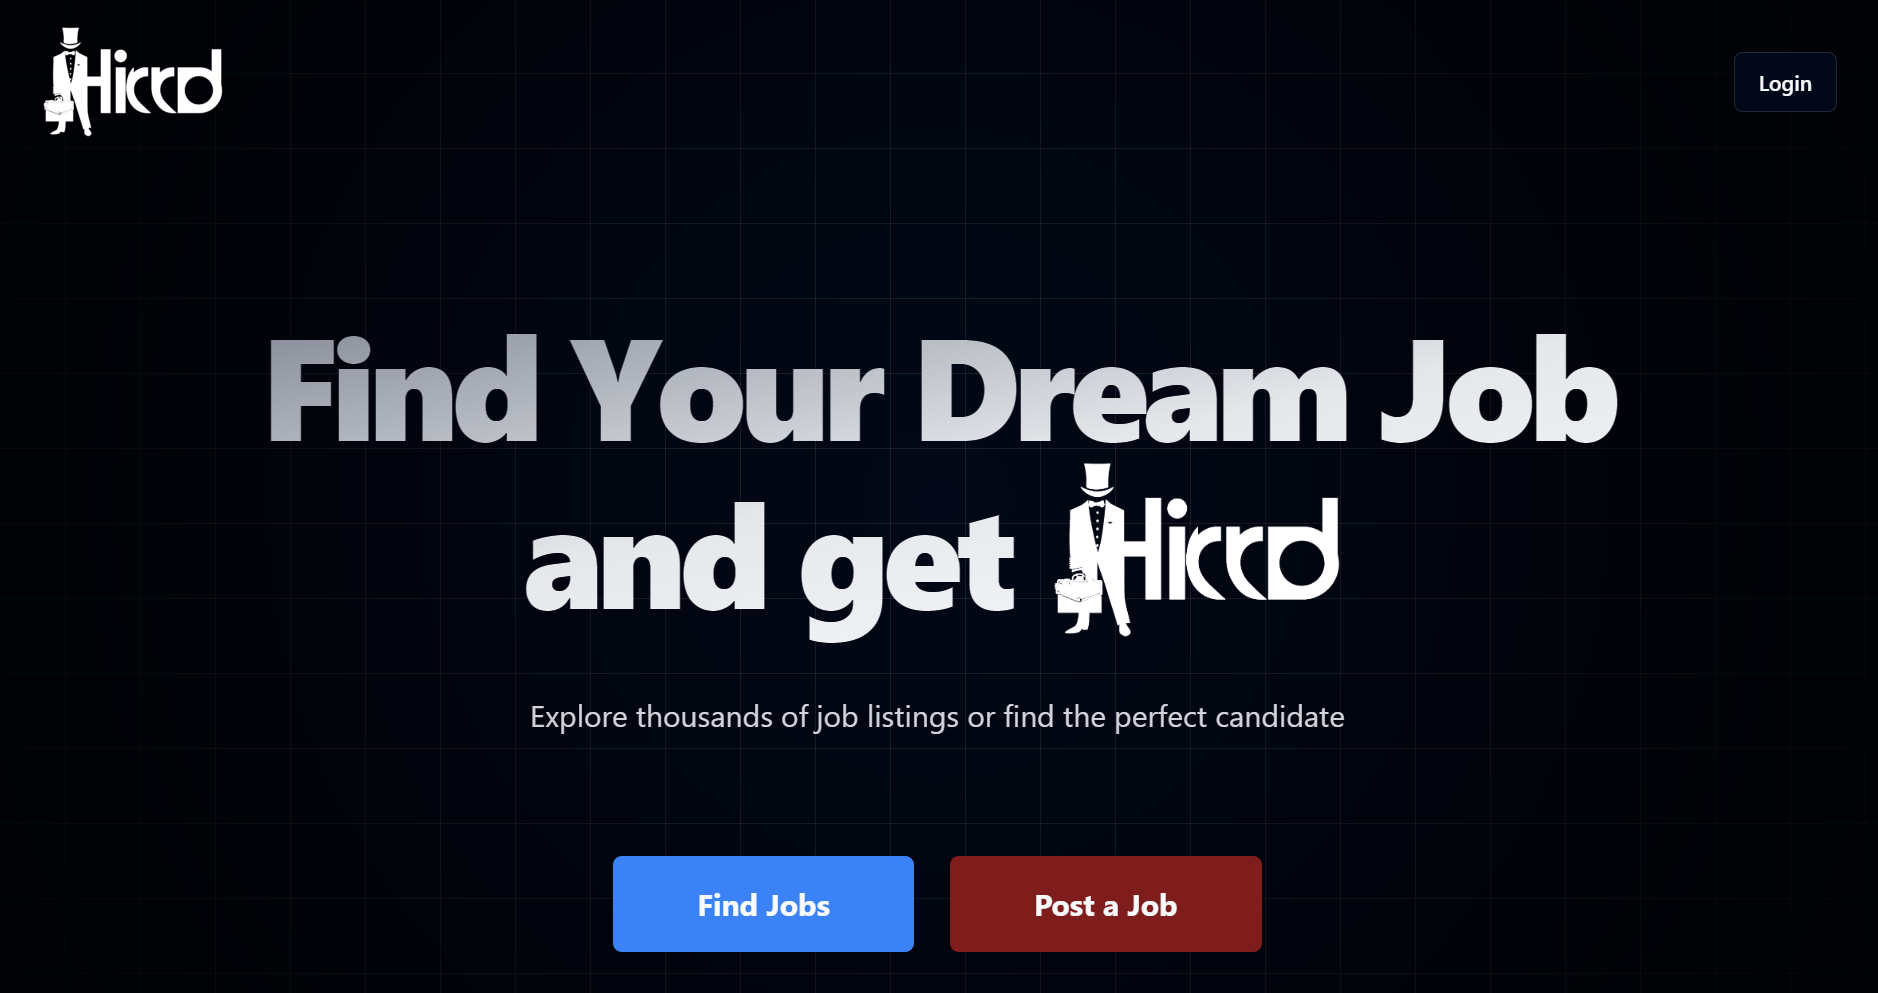 Hirrd
Login
Find Your Dream Job
and get Hirrd
Explore thousands of job listings or find the perfect candidate
Find Jobs
Post a Job